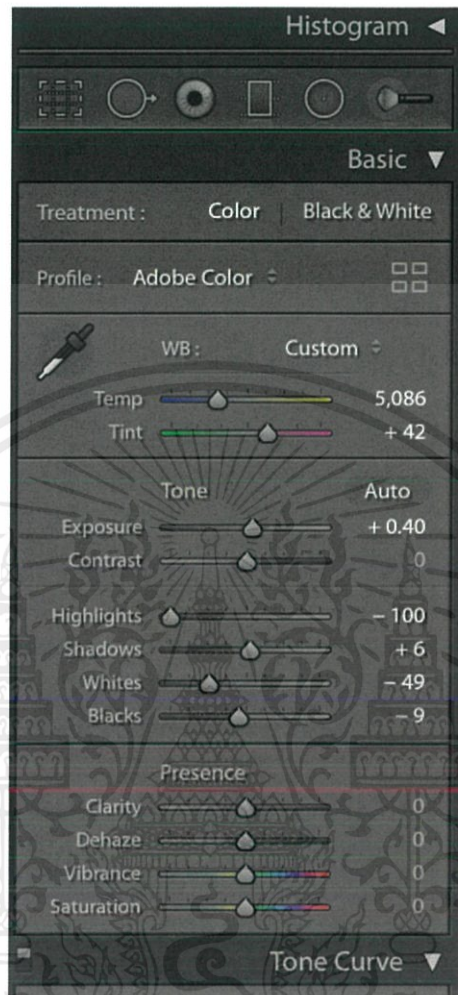 Histogram
Basic
Treatment : Color | Black & White
Profile : Adobe Color
WB : Custom
Temp 5,086
Tint + 42
Tone Auto
Exposure + 0.40
Contrast 0
Highlights – 100
Shadows + 6
Whites – 49
Blacks – 9
Presence
Clarity 0
Dehaze 0
Vibrance 0
Saturation 0
Tone Curve